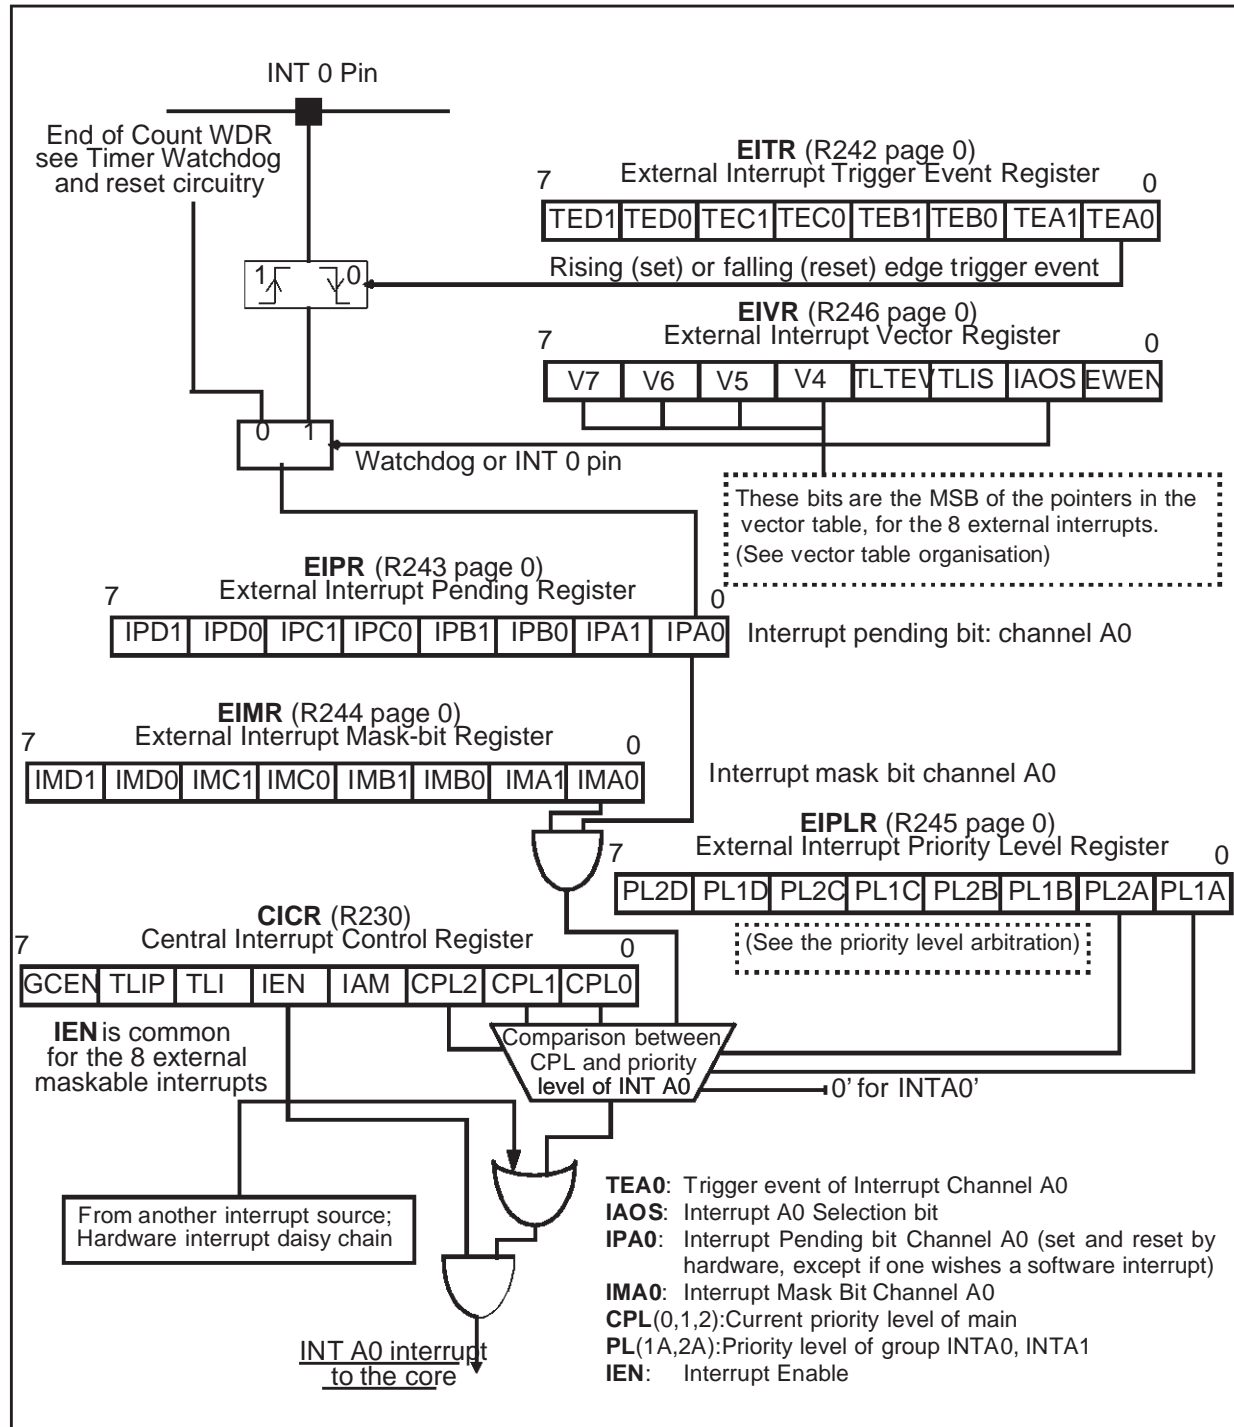 INT 0 Pin
End of Count WDR
see Timer Watchdog
and reset circuitry
EITR (R242 page 0)
7 External Interrupt Trigger Event Register 0
TED1 TED0 TEC1 TEC0 TEB1 TEB0 TEA1 TEA0
1 0
Rising (set) or falling (reset) edge trigger event
EIVR (R246 page 0)
7 External Interrupt Vector Register 0
V7 V6 V5 V4 TLTEV TLIS IAOS EWEN
0 1
Watchdog or INT 0 pin
These bits are the MSB of the pointers in the
vector table, for the 8 external interrupts.
(See vector table organisation)
EIPR (R243 page 0)
7 External Interrupt Pending Register 0
IPD1 IPD0 IPC1 IPC0 IPB1 IPB0 IPA1 IPA0
Interrupt pending bit: channel A0
EIMR (R244 page 0)
7 External Interrupt Mask-bit Register 0
IMD1 IMD0 IMC1 IMC0 IMB1 IMB0 IMA1 IMA0
Interrupt mask bit channel A0
EIPLR (R245 page 0)
7 External Interrupt Priority Level Register 0
PL2D PL1D PL2C PL1C PL2B PL1B PL2A PL1A
(See the priority level arbitration)
CICR (R230)
7 Central Interrupt Control Register 0
GCEN TLIP TLI IEN IAM CPL2 CPL1 CPL0
IEN is common
for the 8 external
maskable interrupts
Comparison between
CPL and priority
level of INT A0
0' for INTA0'
From another interrupt source;
Hardware interrupt daisy chain
INT A0 interrupt
to the core
TEA0: Trigger event of Interrupt Channel A0
IAOS: Interrupt A0 Selection bit
IPA0: Interrupt Pending bit Channel A0 (set and reset by
hardware, except if one wishes a software interrupt)
IMA0: Interrupt Mask Bit Channel A0
CPL(0,1,2):Current priority level of main
PL(1A,2A):Priority level of group INTA0, INTA1
IEN: Interrupt Enable